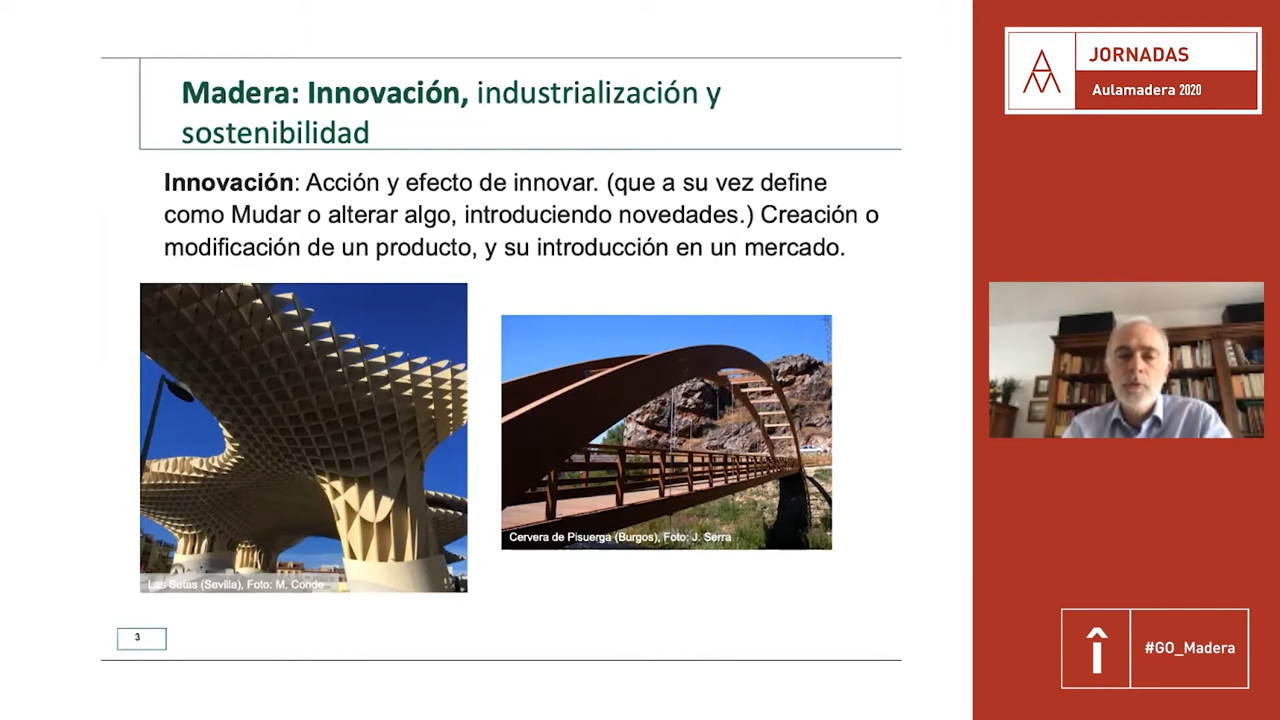 Madera: Innovación, industrialización y
sostenibilidad
Innovación: Acción y efecto de innovar. (que a su vez define
como Mudar o alterar algo, introduciendo novedades.) Creación o
modificación de un producto, y su introducción en un mercado.
Las Setas (Sevilla), Foto: M. Conde
Cervera de Pisuerga (Burgos), Foto: J. Serra
3
JORNADAS
Aulamadera 2020
#GO_Madera